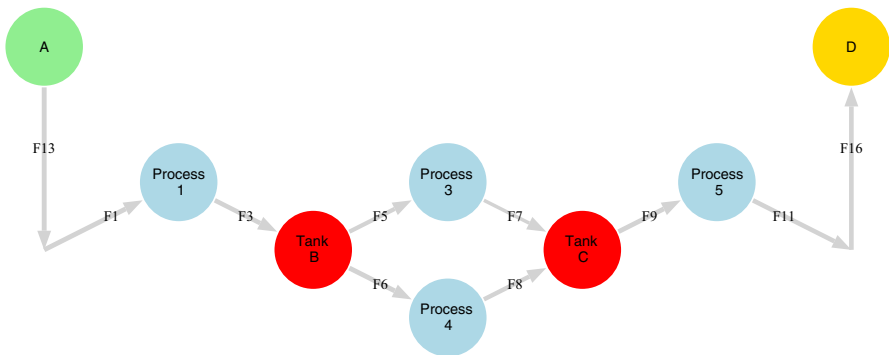 A
D
F13
F16
Process
1
Process
3
Process
5
F1
F3
F5
F7
F9
F11
Tank
B
Tank
C
F6
F8
Process
4